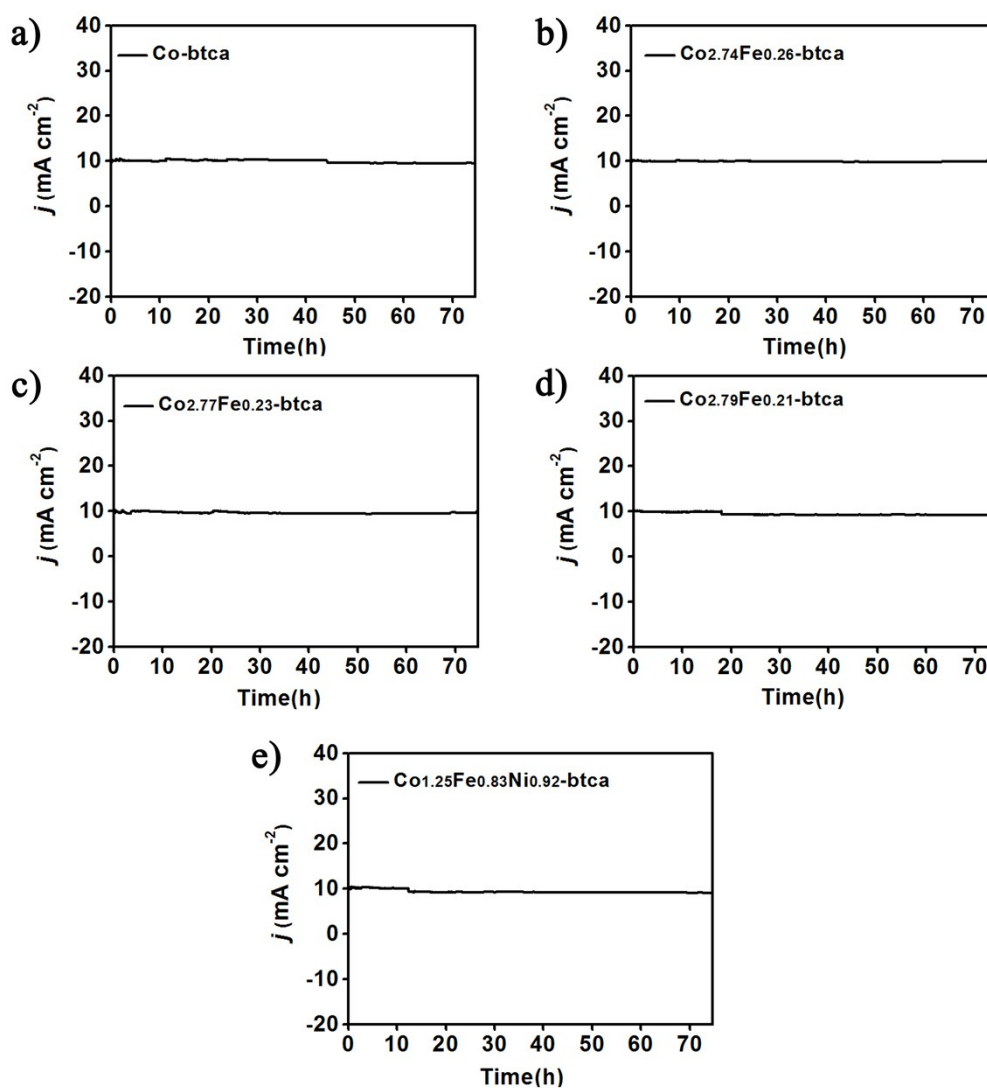 a)
Co-btca
40
30
20
10
0
-10
-20
j (mA cm-2)
0 10 20 30 40 50 60 70
Time(h)
b)
Co2.74Fe0.26-btca
40
30
20
10
0
-10
-20
j (mA cm-2)
0 10 20 30 40 50 60 70
Time(h)
c)
Co2.77Fe0.23-btca
40
30
20
10
0
-10
-20
j (mA cm-2)
0 10 20 30 40 50 60 70
Time(h)
d)
Co2.79Fe0.21-btca
40
30
20
10
0
-10
-20
j (mA cm-2)
0 10 20 30 40 50 60 70
Time(h)
e)
Co1.25Fe0.83Ni0.92-btca
40
30
20
10
0
-10
-20
j (mA cm-2)
0 10 20 30 40 50 60 70
Time(h)